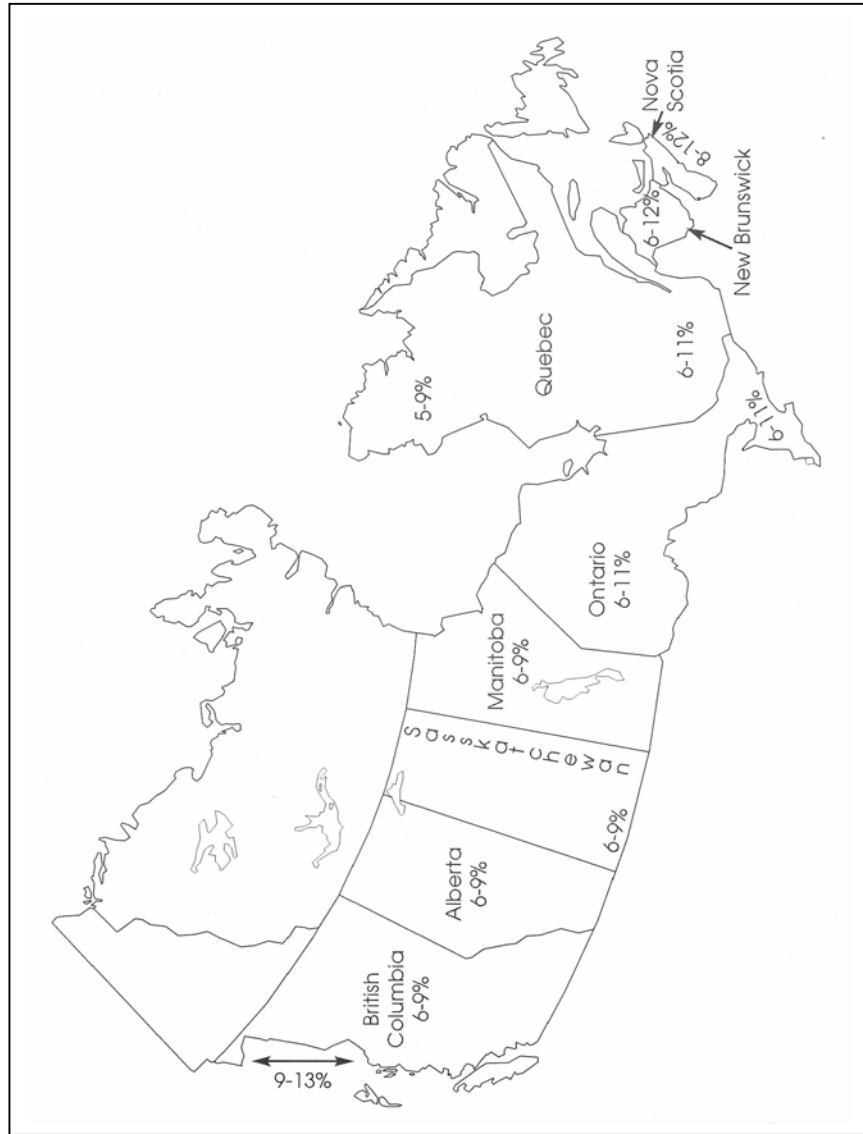 9-13%
British
Columbia
6-9%
Alberta
6-9%
Saskatchewan
6-9%
Manitoba
6-9%
Ontario
6-11%
6-11%
5-9%
Quebec
6-11%
6-12%
New Brunswick
Nova
Scotia
8-12%